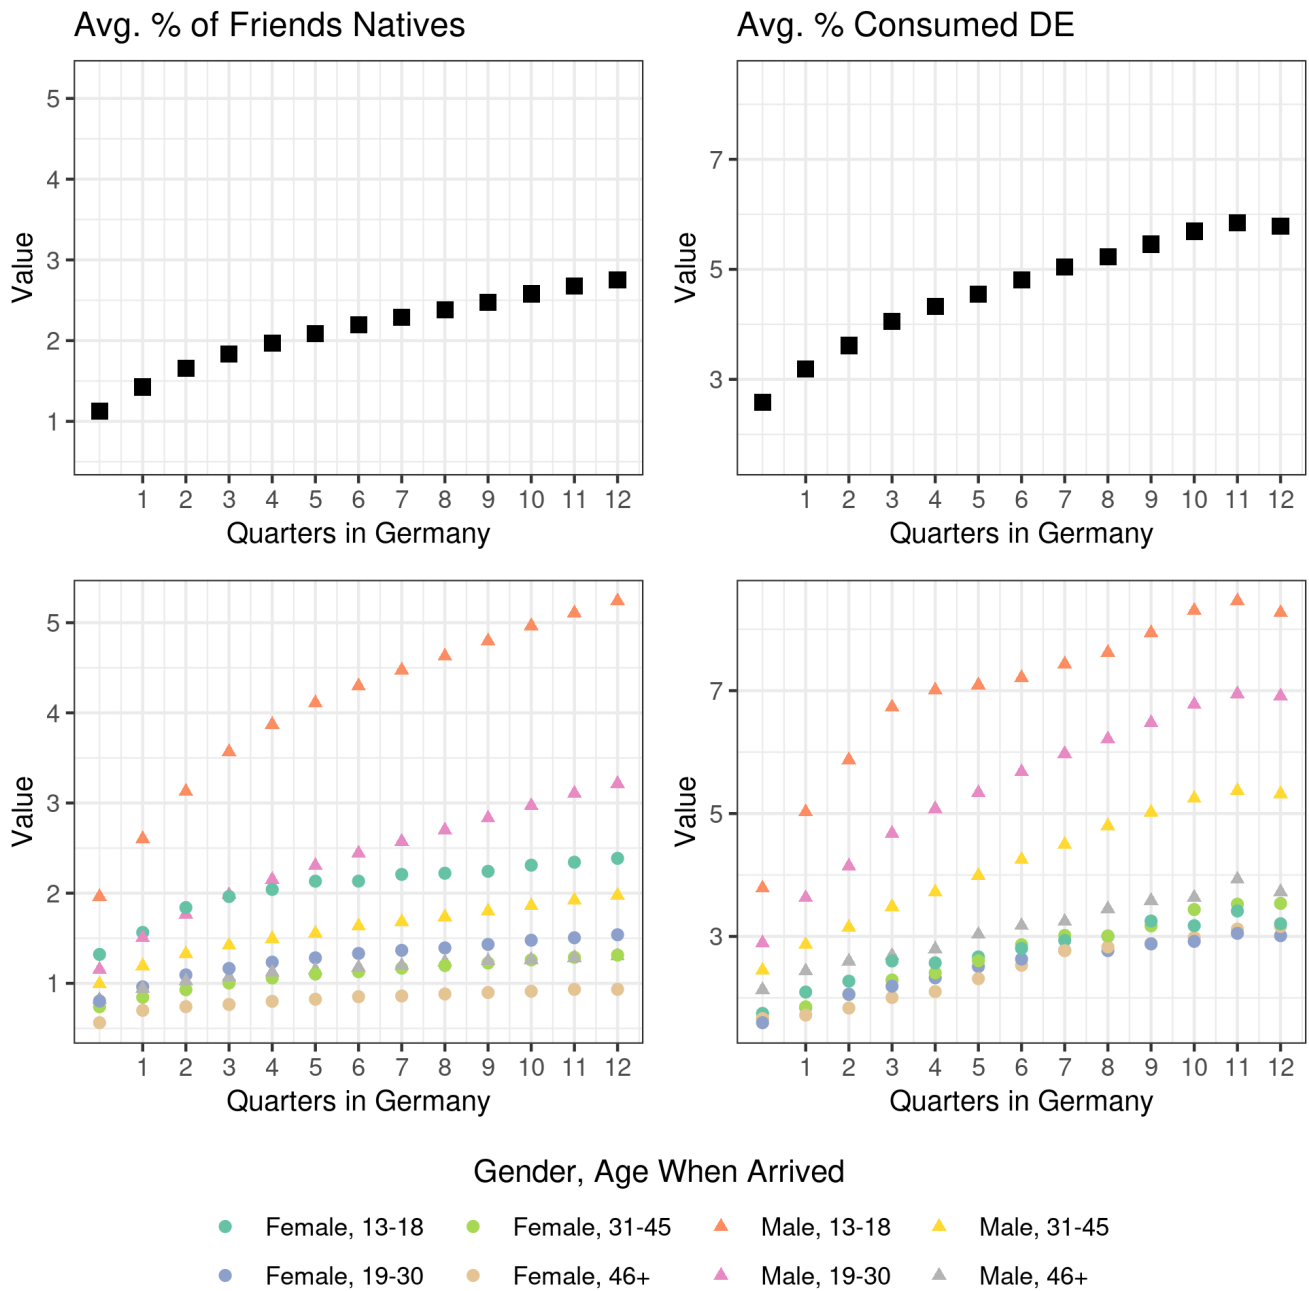 Avg. % of Friends Natives
Value
5
4
3
2
1
1 2 3 4 5 6 7 8 9 10 11 12
Quarters in Germany
Avg. % Consumed DE
Value
7
5
3
1 2 3 4 5 6 7 8 9 10 11 12
Quarters in Germany
Value
5
4
3
2
1
1 2 3 4 5 6 7 8 9 10 11 12
Quarters in Germany
Value
7
5
3
1 2 3 4 5 6 7 8 9 10 11 12
Quarters in Germany
Gender, Age When Arrived
Female, 13-18 Female, 31-45 Male, 13-18 Male, 31-45
Female, 19-30 Female, 46+ Male, 19-30 Male, 46+